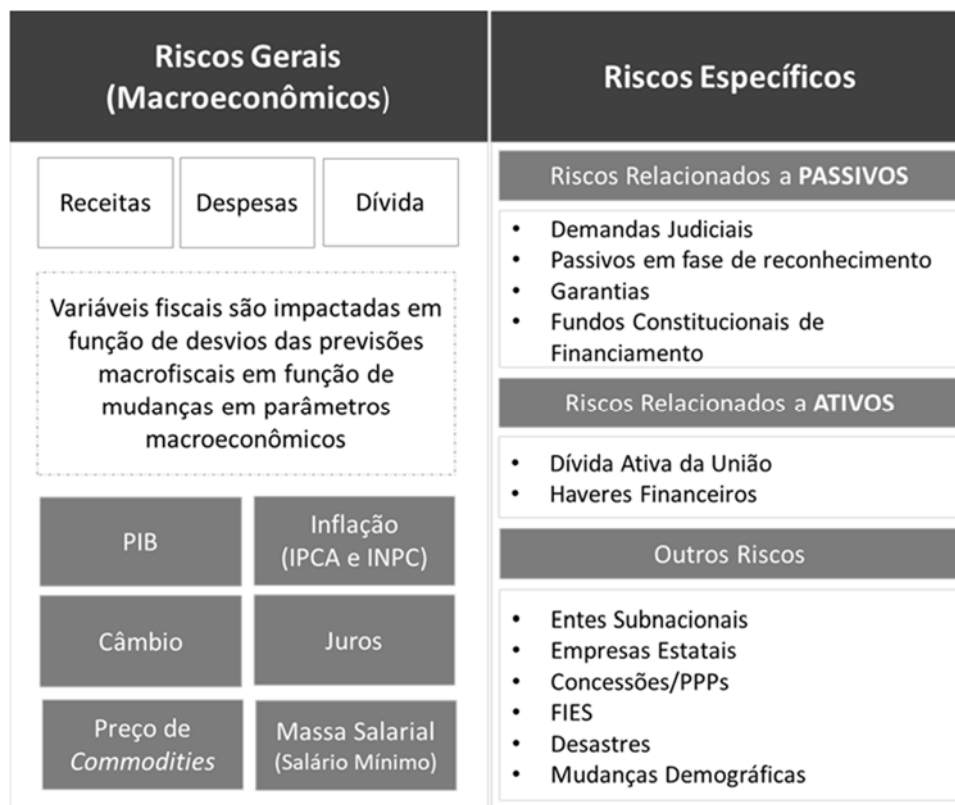 Riscos Gerais
(Macroeconômicos)
Receitas
Despesas
Dívida
Variáveis fiscais são impactadas em
função de desvios das previsões
macrofiscais em função de
mudanças em parâmetros
macroeconômicos
PIB
Inflação
(IPCA e INPC)
Câmbio
Juros
Preço de
Commodities
Massa Salarial
(Salário Mínimo)
Riscos Específicos
Riscos Relacionados a PASSIVOS
• Demandas Judiciais
• Passivos em fase de reconhecimento
• Garantias
• Fundos Constitucionais de
Financiamento
Riscos Relacionados a ATIVOS
• Dívida Ativa da União
• Haveres Financeiros
Outros Riscos
• Entes Subnacionais
• Empresas Estatais
• Concessões/PPPs
• FIES
• Desastres
• Mudanças Demográficas